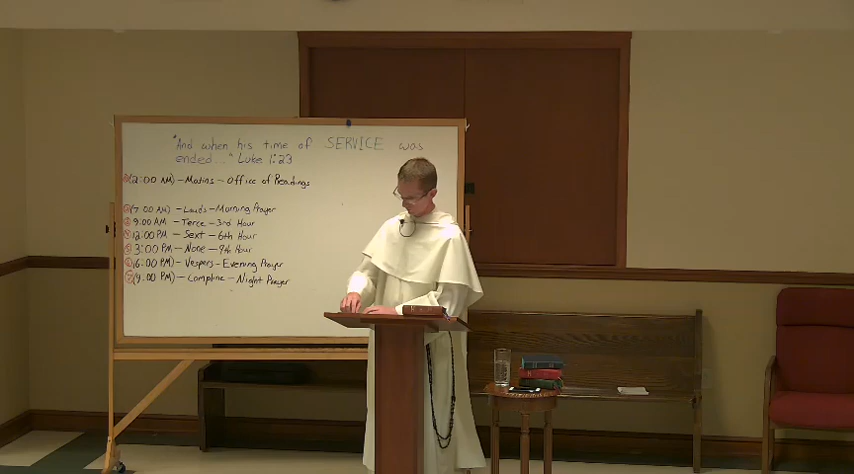 "And when his time of SERVICE was
ended..." Luke 1:23
(2:00 AM) - Matins - Office of Readings
(7:00 AM) - Lauds - Morning Prayer
9:00 AM - Terce - 3rd Hour
12:00 PM - Sext - 6th Hour
3:00 PM - None - 9th Hour
(6:00 PM) - Vespers - Evening Prayer
(9:00 PM) - Compline - Night Prayer